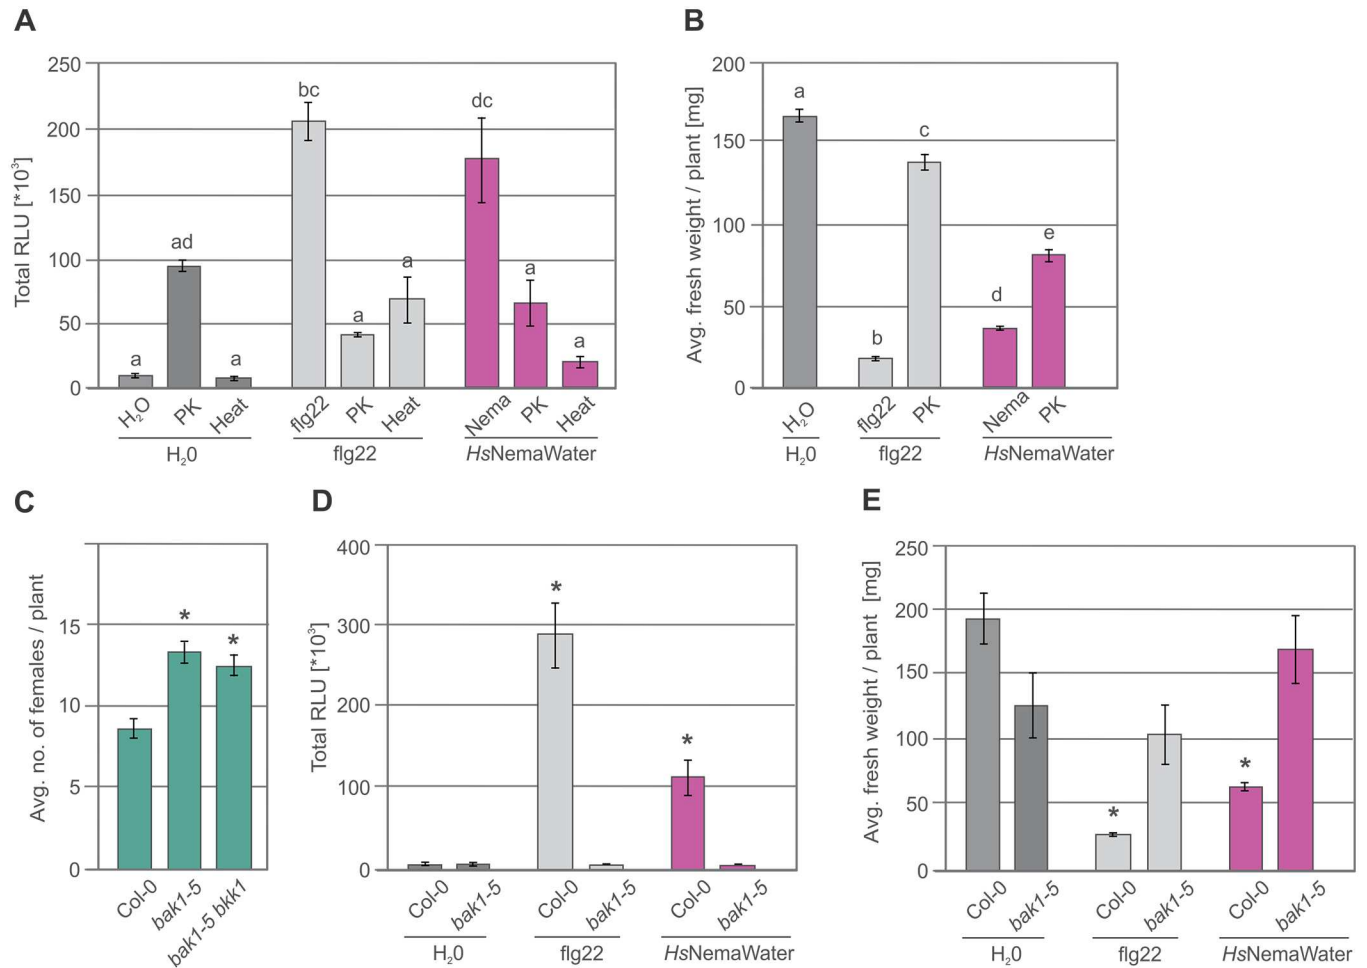 A
Total RLU [*10³]
250
200
150
100
50
0
a
ad
a
bc
a
a
dc
a
a
H₂O
PK
Heat
flg22
PK
Heat
Nema
PK
Heat
H₂0
flg22
HsNemaWater
B
Avg. fresh weight / plant [mg]
200
150
100
50
0
a
b
c
d
e
H₂O
flg22
PK
Nema
PK
H₂0
flg22
HsNemaWater
C
Avg. no. of females / plant
15
10
5
0
*
*
Col-0
bak1-5
bak1-5 bkk1
D
Total RLU [*10³]
400
300
200
100
0
*
*
Col-0
bak1-5
Col-0
bak1-5
Col-0
bak1-5
H₂0
flg22
HsNemaWater
E
Avg. fresh weight / plant [mg]
250
200
150
100
50
0
*
*
Col-0
bak1-5
Col-0
bak1-5
Col-0
bak1-5
H₂0
flg22
HsNemaWater